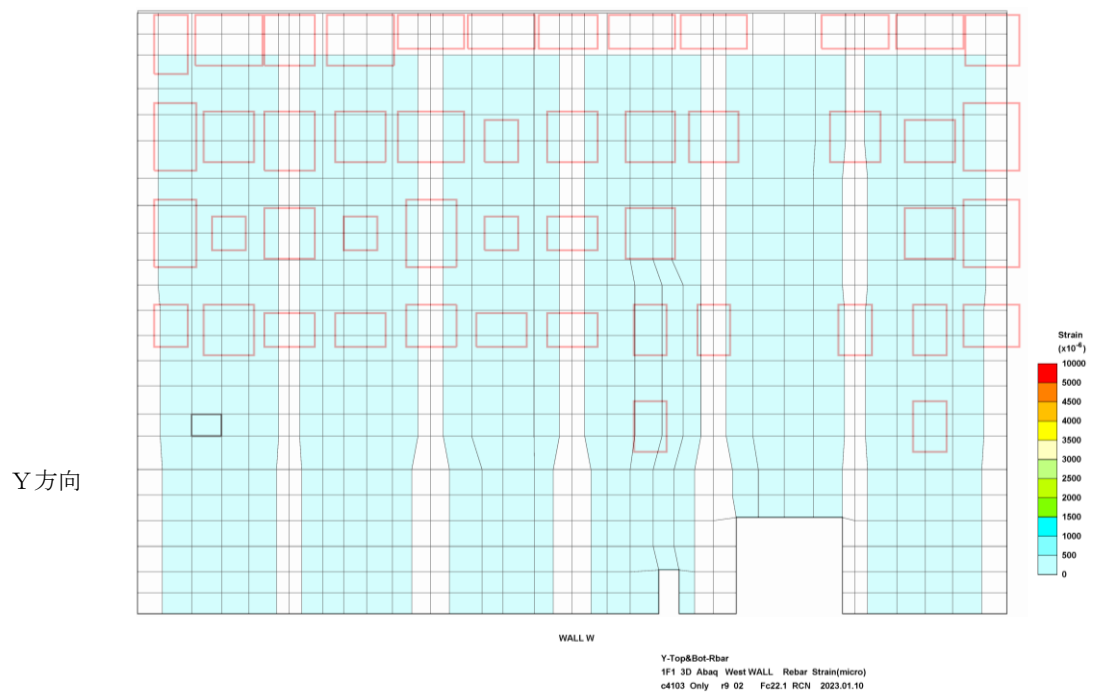 Y方向
Strain
(x10-6)
10000
5000
4500
4000
3500
3000
2500
2000
1500
1000
500
0
WALL W
Y-Top&Bot-Rbar
1F1 3D Abaq West WALL Rebar Strain(micro)
c4103 Only r9 02 Fc22.1 RCN 2023.01.10